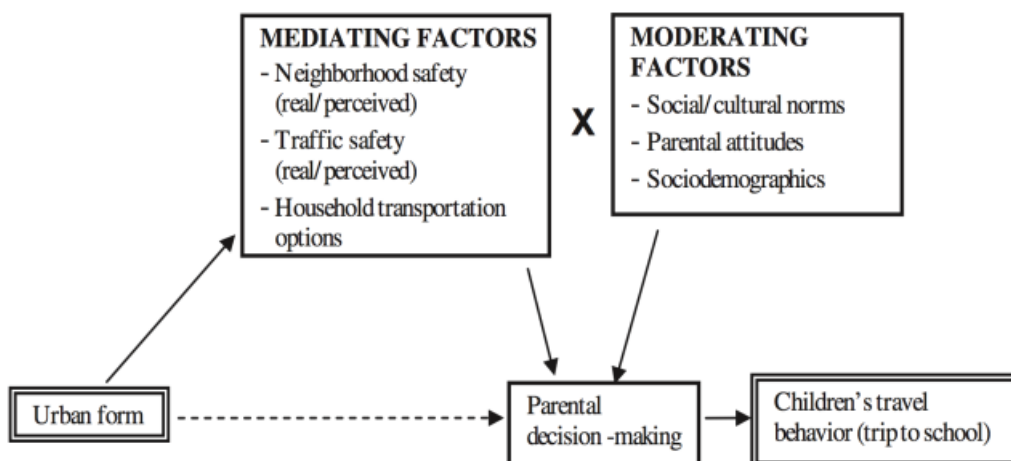 MEDIATING FACTORS
- Neighborhood safety
(real/ perceived)
- Traffic safety
(real/ perceived)
- Household transportation
options
X
MODERATING
FACTORS
- Social/ cultural norms
- Parental attitudes
- Sociodemographics
Urban form
Parental
decision -making
Children's travel
behavior (trip to school)